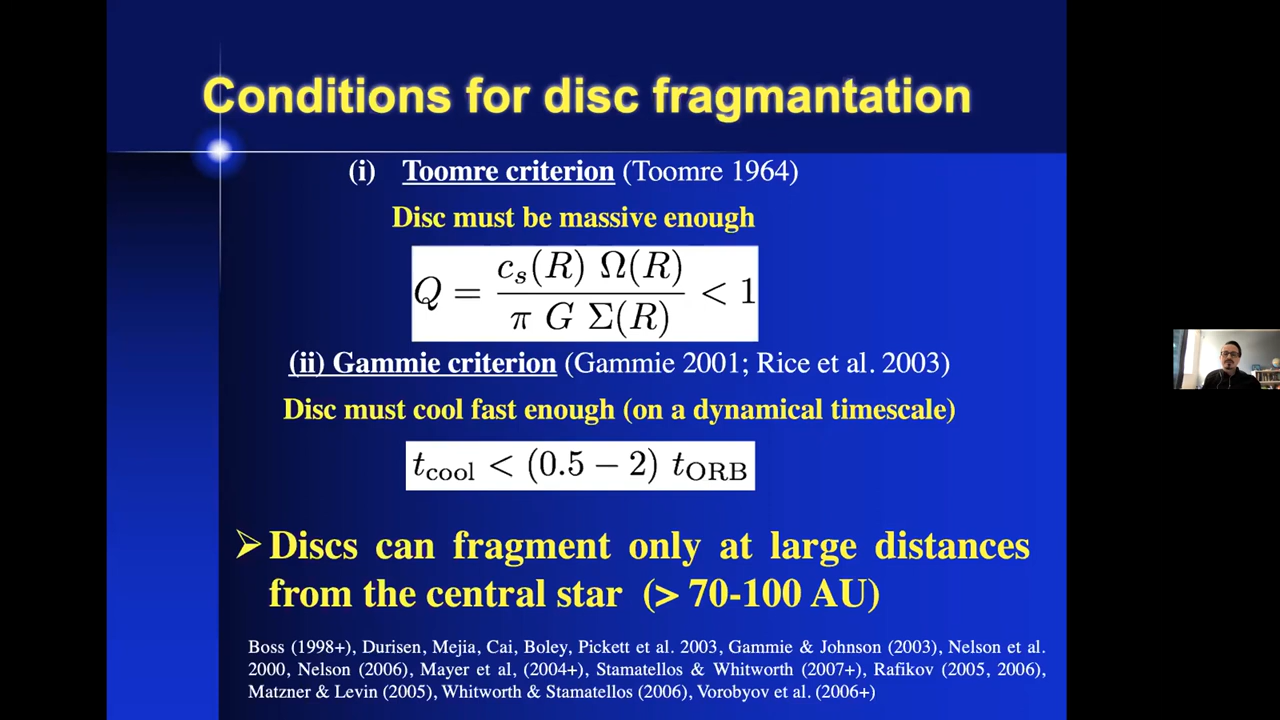 Conditions for disc fragmantation
(i) Toomre criterion (Toomre 1964)
Disc must be massive enough
Q = c_s(R) Ω(R) / π G Σ(R) < 1
(ii) Gammie criterion (Gammie 2001; Rice et al. 2003)
Disc must cool fast enough (on a dynamical timescale)
t_cool < (0.5 − 2) t_ORB
➢ Discs can fragment only at large distances
from the central star (> 70-100 AU)
Boss (1998+), Durisen, Mejia, Cai, Boley, Pickett et al. 2003, Gammie & Johnson (2003), Nelson et al.
2000, Nelson (2006), Mayer et al, (2004+), Stamatellos & Whitworth (2007+), Rafikov (2005, 2006),
Matzner & Levin (2005), Whitworth & Stamatellos (2006), Vorobyov et al. (2006+)